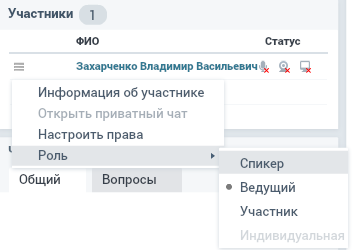 Участники 1
ФИО Статус
Захарченко Владимир Васильевич
Информация об участнике
Открыть приватный чат
Настроить права
Роль
Спикер
Общий Вопросы
Ведущий
Участник
Индивидуальная